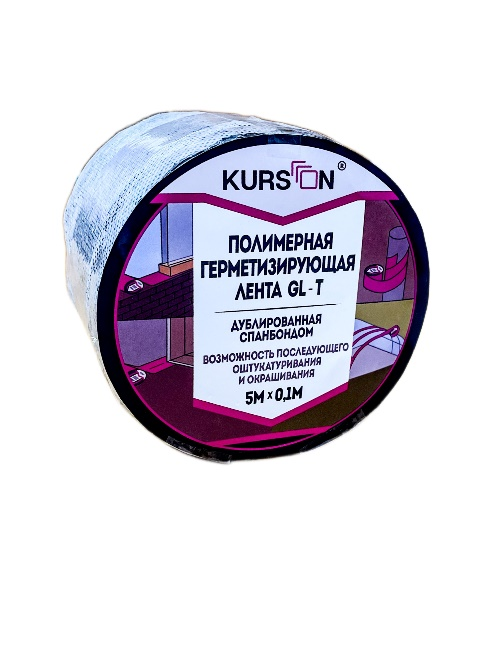 KURSON®
ПОЛИМЕРНАЯ
ГЕРМЕТИЗИРУЮЩАЯ
ЛЕНТА GL - T
ДУБЛИРОВАННАЯ
СПАНБОНДОМ
ВОЗМОЖНОСТЬ ПОСЛЕДУЮЩЕГО
ОШТУКАТУРИВАНИЯ
И ОКРАШИВАНИЯ
5М х 0,1М